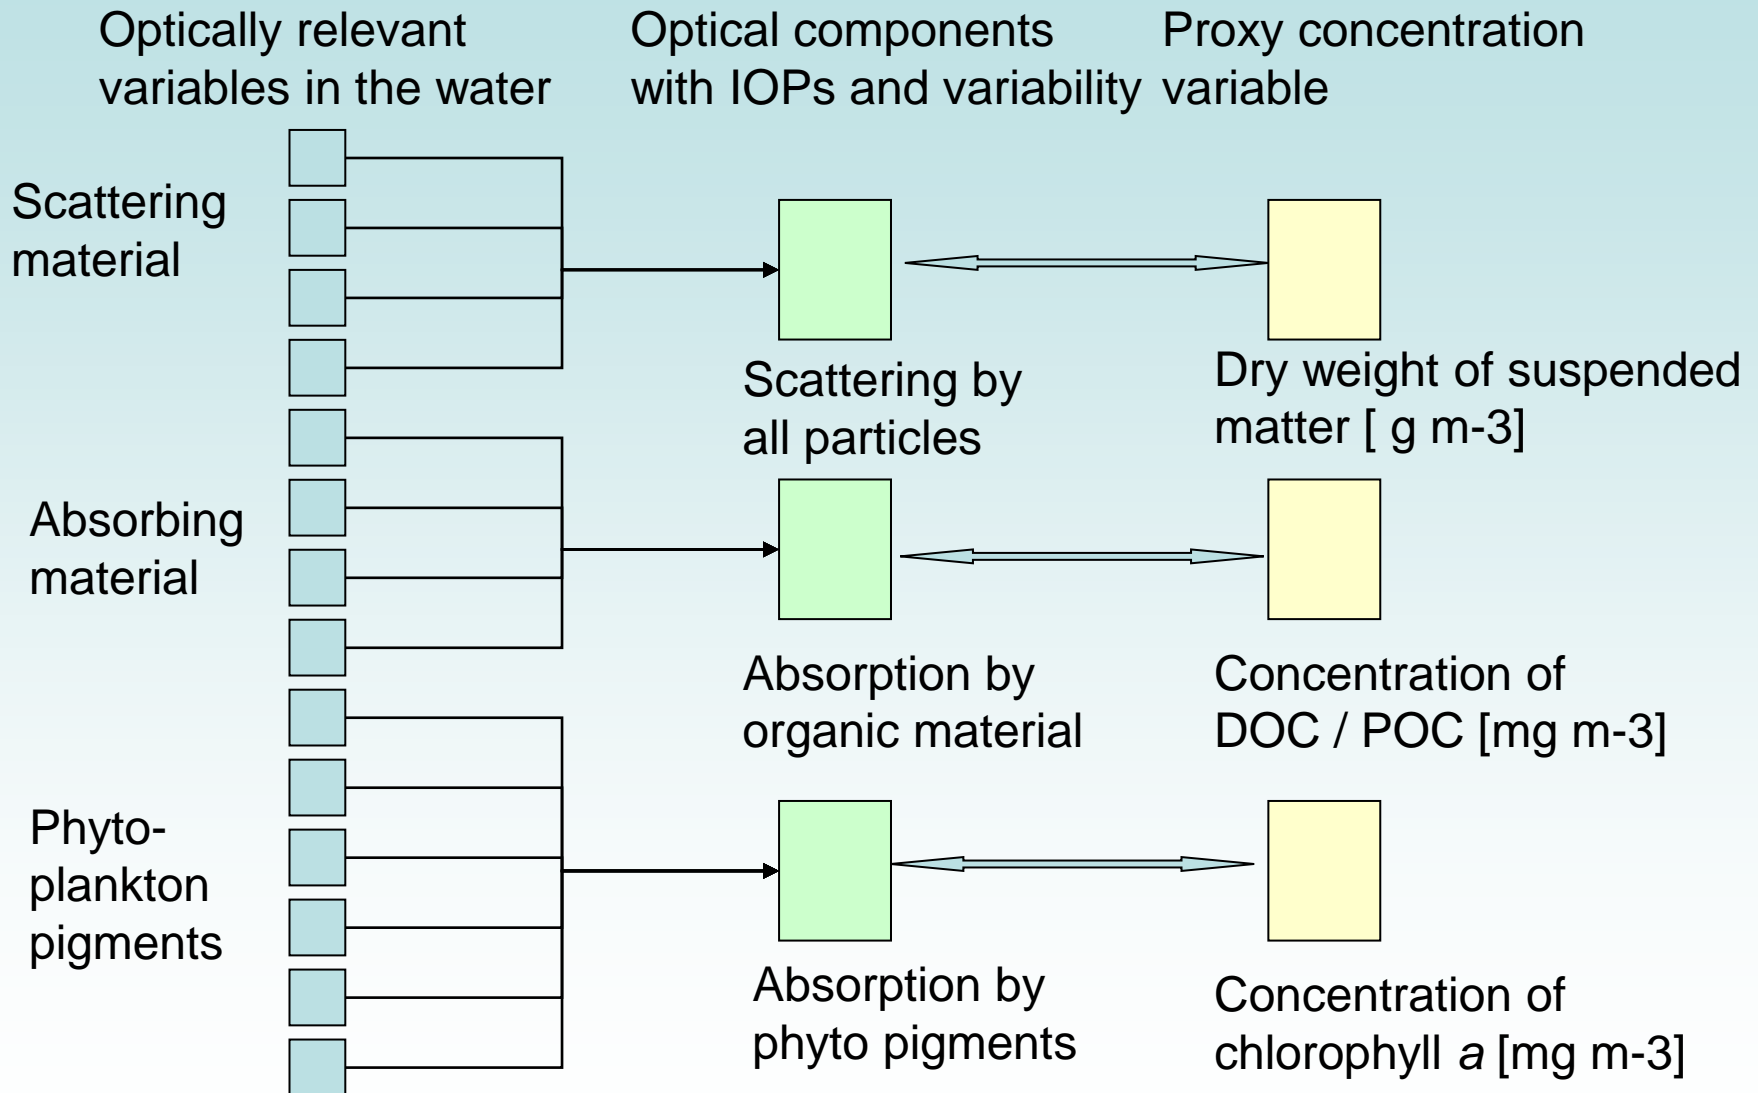 Optically relevant
variables in the water
Optical components
with IOPs and variability
Proxy concentration
variable
Scattering
material
Scattering by
all particles
Dry weight of suspended
matter [ g m-3]
Absorbing
material
Absorption by
organic material
Concentration of
DOC / POC [mg m-3]
Phyto-
plankton
pigments
Absorption by
phyto pigments
Concentration of
chlorophyll a [mg m-3]